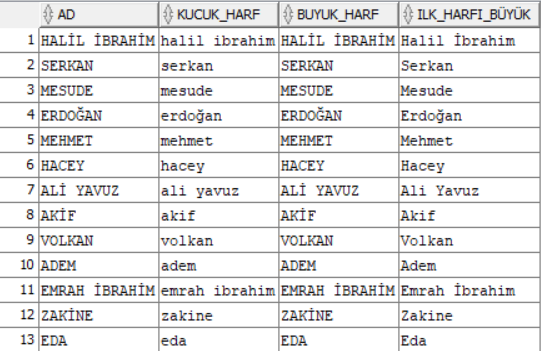 AD KUCUK_HARF BUYUK_HARF ILK_HARFI_BÜYÜK
1 HALİL İBRAHİM halil ibrahim HALİL İBRAHİM Halil İbrahim
2 SERKAN serkan SERKAN Serkan
3 MESUDE mesude MESUDE Mesude
4 ERDOĞAN erdoğan ERDOĞAN Erdoğan
5 MEHMET mehmet MEHMET Mehmet
6 HACEY hacey HACEY Hacey
7 ALİ YAVUZ ali yavuz ALİ YAVUZ Ali Yavuz
8 AKİF akif AKİF Akif
9 VOLKAN volkan VOLKAN Volkan
10 ADEM adem ADEM Adem
11 EMRAH İBRAHİM emrah ibrahim EMRAH İBRAHİM Emrah İbrahim
12 ZAKİNE zakine ZAKİNE Zakine
13 EDA eda EDA Eda